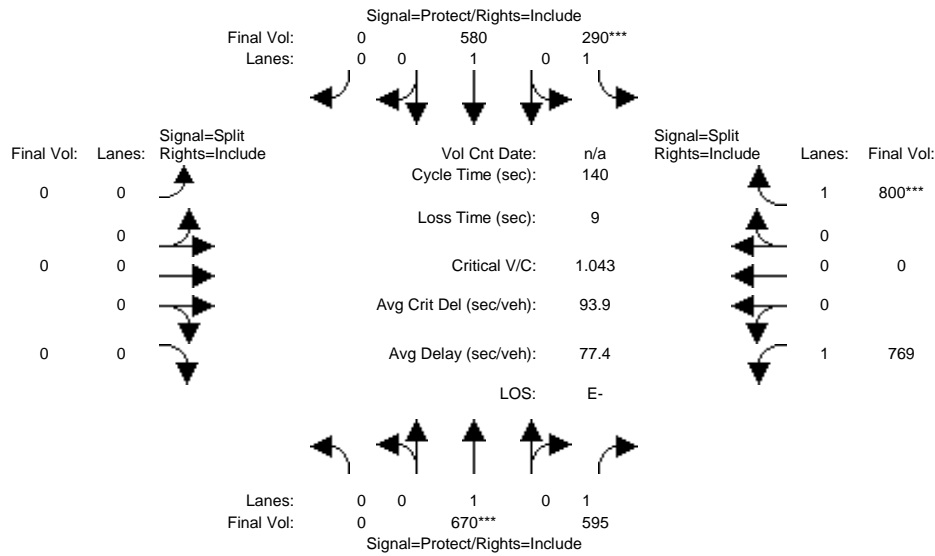 Signal=Protect/Rights=Include
Final Vol: 0 580 290***
Lanes: 0 0 1 0 1
Signal=Split
Final Vol: Lanes: Rights=Include
Vol Cnt Date: n/a
Signal=Split
Rights=Include Lanes: Final Vol:
Cycle Time (sec): 140
0 0
1 800***
Loss Time (sec): 9
0
0
0 0
Critical V/C: 1.043
0 0
0
Avg Crit Del (sec/veh): 93.9
0
0 0
Avg Delay (sec/veh): 77.4
1 769
LOS: E-
Lanes: 0 0 1 0 1
Final Vol: 0 670*** 595
Signal=Protect/Rights=Include